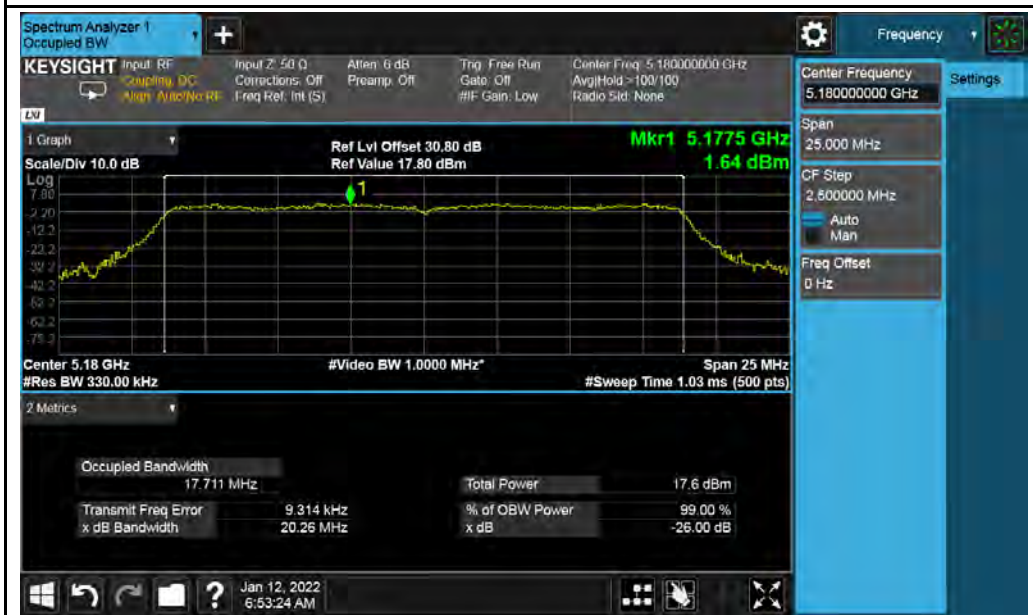 Spectrum Analyzer 1
Occupied BW
Frequency
KEYSIGHT
Input: RF
Coupling: DC
Align: Auto/No RF
Input Z: 50 Ω
Corrections: Off
Freq Ref: Int (S)
Atten: 6 dB
Preamp: Off
Trig: Free Run
Gate: Off
#IF Gain: Low
Center Freq: 5.180000000 GHz
Avg|Hold:>100/100
Radio Std: None
LXI
Center Frequency
5.180000000 GHz
Settings
Span
25.000 MHz
CF Step
2.500000 MHz
Auto
Man
Freq Offset
0 Hz
1 Graph
Scale/Div 10.0 dB
Ref Lvl Offset 30.80 dB
Ref Value 17.80 dBm
Mkr1 5.1775 GHz
1.64 dBm
Log
7.80
-2.20
-12.2
-22.2
-32.2
-42.2
-52.2
-62.2
1
Center 5.18 GHz
#Res BW 330.00 kHz
#Video BW 1.0000 MHz*
Span 25 MHz
#Sweep Time 1.03 ms (500 pts)
2 Metrics
Occupied Bandwidth
17.711 MHz
Total Power 17.6 dBm
Transmit Freq Error 9.314 kHz
% of OBW Power 99.00 %
x dB Bandwidth 20.26 MHz
x dB -26.00 dB
?
Jan 12, 2022
6:53:24 AM